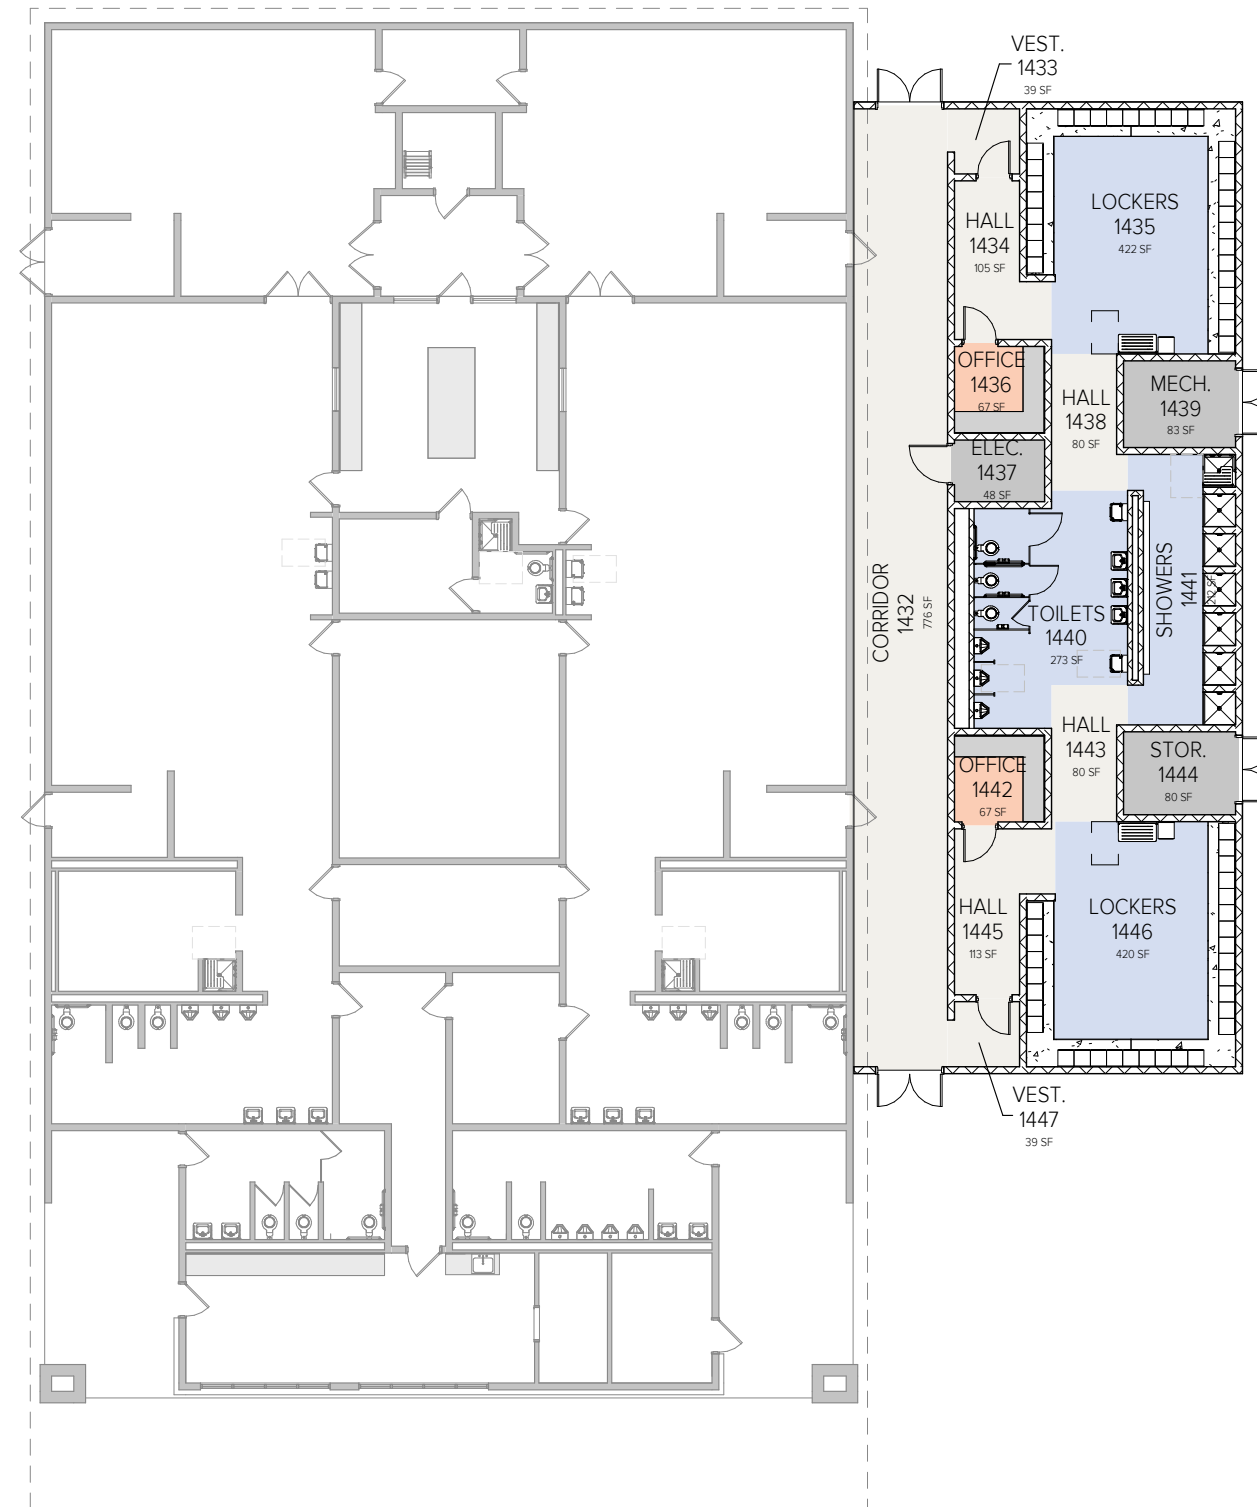 VEST.
1433
39 SF
LOCKERS
1435
422 SF
HALL
1434
105 SF
OFFICE
1436
67 SF
MECH.
1439
83 SF
HALL
1438
80 SF
ELEC.
1437
48 SF
CORRIDOR
1432
776 SF
SHOWERS
1441
212 SF
TOILETS
1440
273 SF
HALL
1443
80 SF
STOR.
1444
80 SF
OFFICE
1442
67 SF
HALL
1445
113 SF
LOCKERS
1446
420 SF
VEST.
1447
39 SF